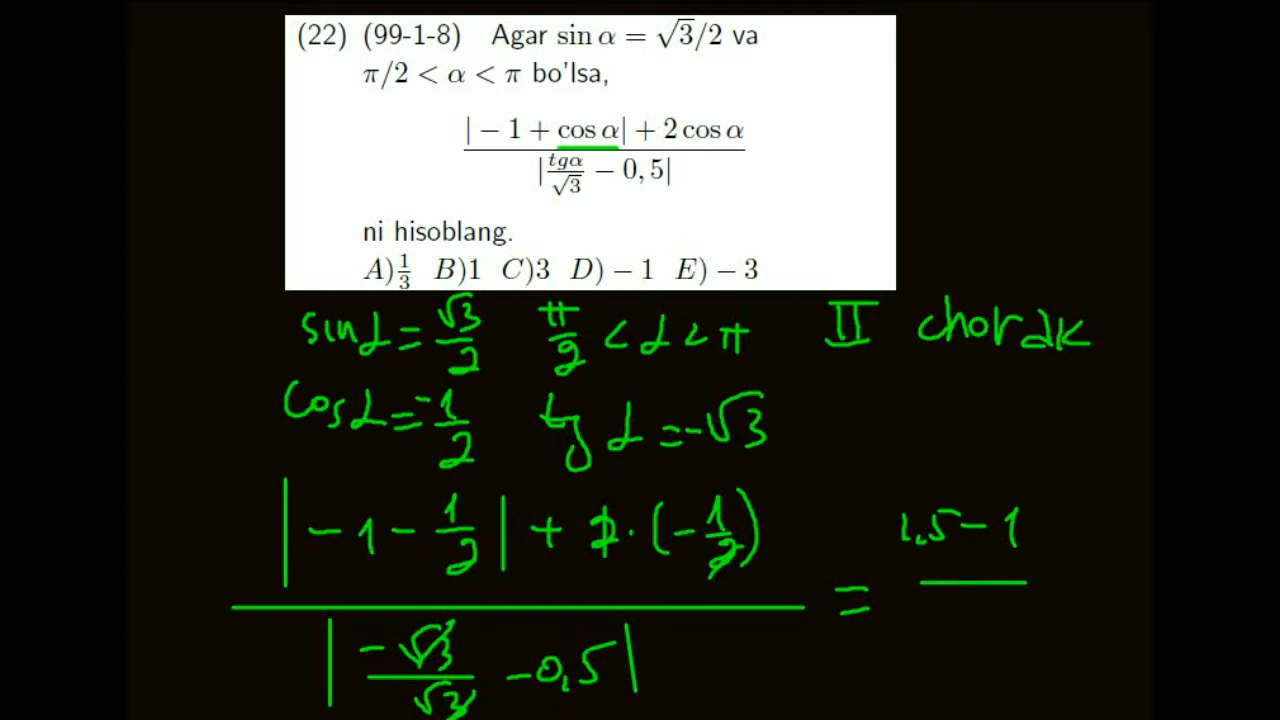 (22) (99-1-8) Agar sin α = √3/2 va
π/2 < α < π bo'lsa,
| − 1 + cos α| + 2 cos α
|tgα/√3 − 0, 5|
ni hisoblang.
A)1/3 B)1 C)3 D) − 1 E) − 3
sinα = √3/2 π/2 < α < π II chorak
cosα = -1/2 tg α = -√3
| -1 - 1/2 | + 2 · (-1/2) = 1.5 - 1
| -√3/√3 - 0,5 |